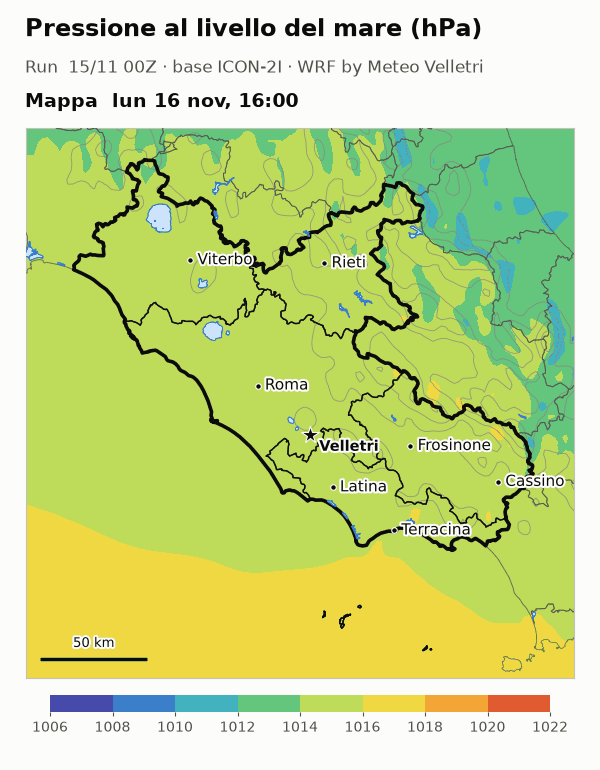 Pressione al livello del mare (hPa)
Run  15/11 00Z · base ICON-2I · WRF by Meteo Velletri
Mappa  lun 16 nov, 16:00
Viterbo
Rieti
Roma
Velletri
Frosinone
Cassino
Latina
Terracina
50 km
1006 1008 1010 1012 1014 1016 1018 1020 1022